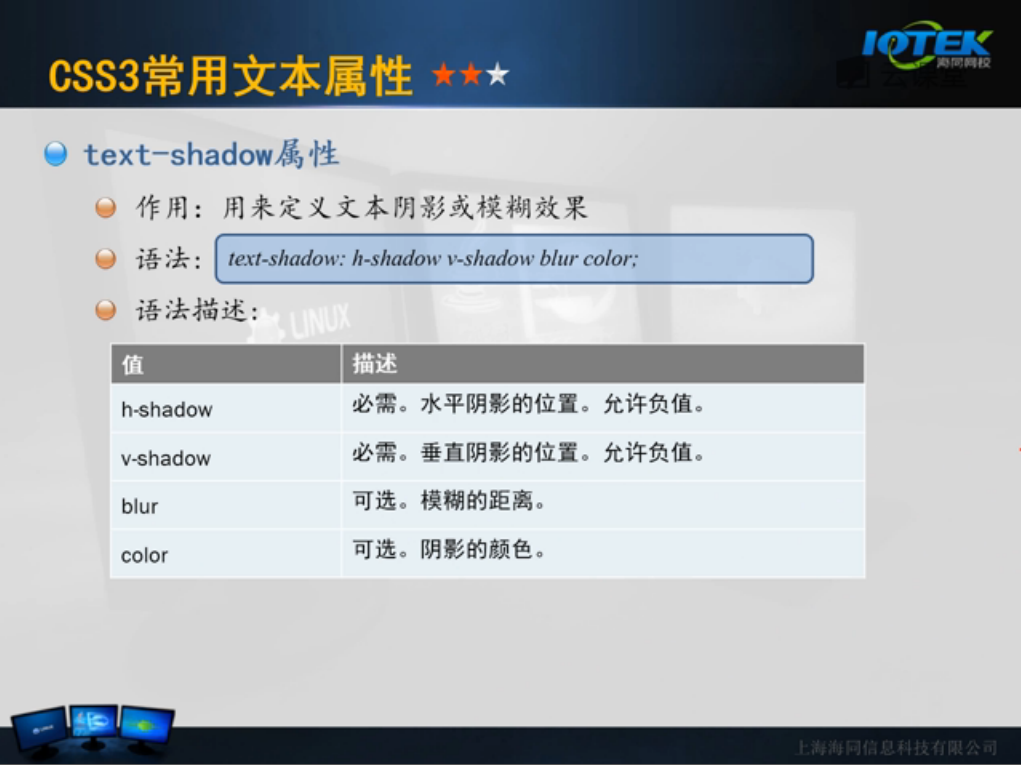 CSS3常用文本属性
IOTEK
海同网校
云课堂
text-shadow属性
作用：用来定义文本阴影或模糊效果
语法：text-shadow: h-shadow v-shadow blur color;
语法描述：
LINUX
值 描述
h-shadow 必需。水平阴影的位置。允许负值。
v-shadow 必需。垂直阴影的位置。允许负值。
blur 可选。模糊的距离。
color 可选。阴影的颜色。
上海海同信息科技有限公司